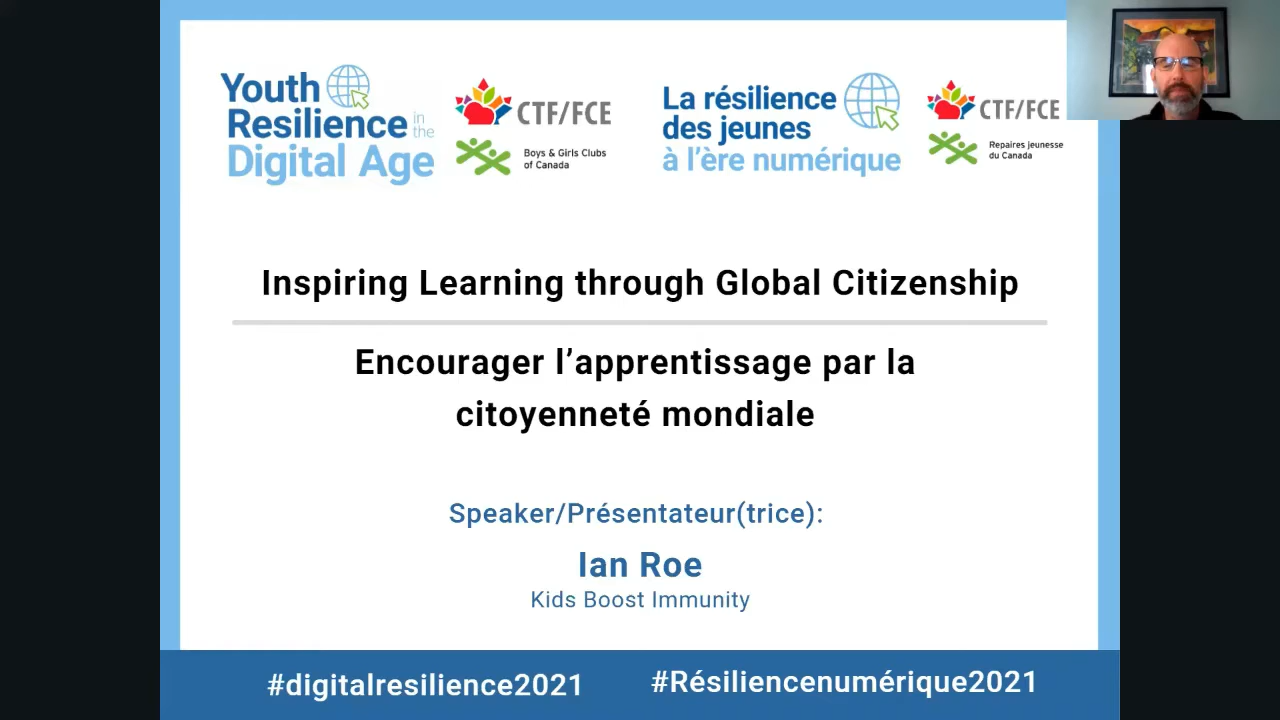 Youth
Resilience in the
Digital Age
CTF/FCE
Boys & Girls Clubs
of Canada
La résilience
des jeunes
à l'ère numérique
CTF/FCE
Repaires jeunesse
du Canada
Inspiring Learning through Global Citizenship
Encourager l’apprentissage par la
citoyenneté mondiale
Speaker/Présentateur(trice):
Ian Roe
Kids Boost Immunity
#digitalresilience2021
#Résiliencenumérique2021